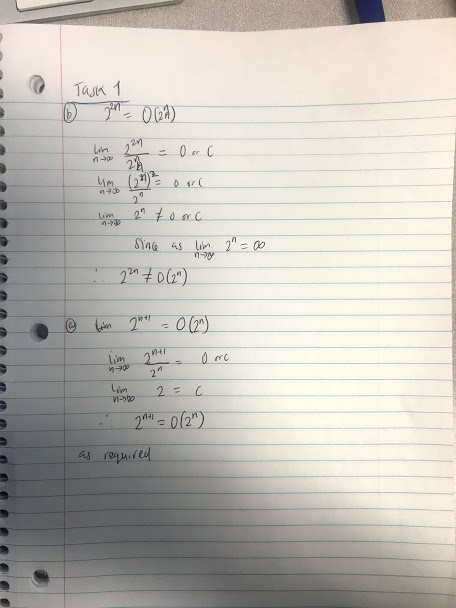 Task 1
(b) 2^{2n} = O(2^n)
lim n→∞ 2^{2n} / 2^n = 0 or C
lim n→∞ (2^n)^2 / 2^n = 0 or C
lim n→∞ 2^n ≠ 0 or C
Since as lim n→∞ 2^n = ∞
∴ 2^{2n} ≠ O(2^n)
(a) 2^{n+1} = O(2^n)
lim n→∞ 2^{n+1} / 2^n = 0 or C
lim n→∞ 2 = C
∴ 2^{n+1} = O(2^n)
as required